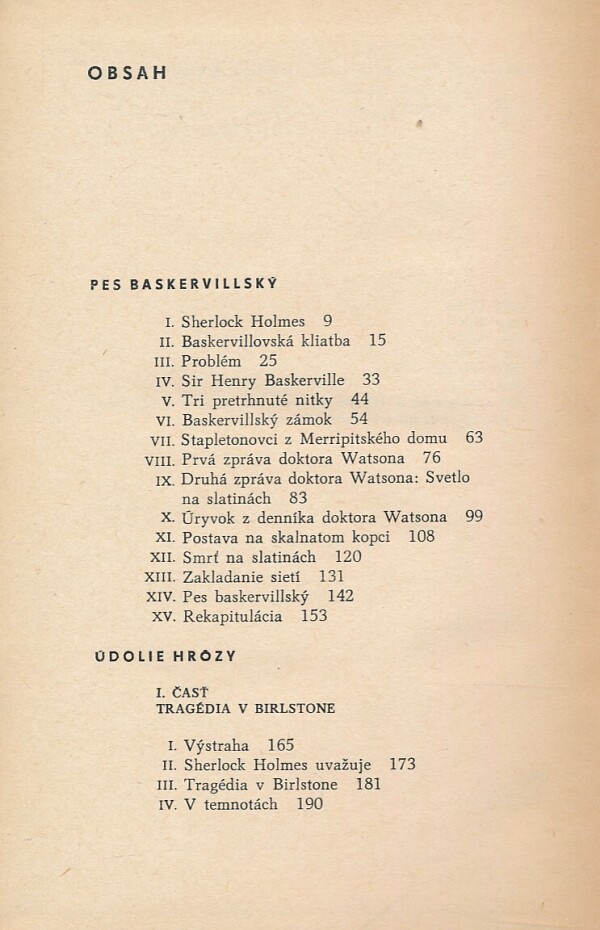 OBSAH
PES BASKERVILLSKÝ
I. Sherlock Holmes 9
II. Baskervillovská kliatba 15
III. Problém 25
IV. Sir Henry Baskerville 33
V. Tri pretrhnuté nitky 44
VI. Baskervillský zámok 54
VII. Stapletonovci z Merripitského domu 63
VIII. Prvá zpráva doktora Watsona 76
IX. Druhá zpráva doktora Watsona: Svetlo
na slatinách 83
X. Úryvok z denníka doktora Watsona 99
XI. Postava na skalnatom kopci 108
XII. Smrť na slatinách 120
XIII. Zakladanie sietí 131
XIV. Pes baskervillský 142
XV. Rekapitulácia 153
ÚDOLIE HRÔZY
I. ČASŤ
TRAGÉDIA V BIRLSTONE
I. Výstraha 165
II. Sherlock Holmes uvažuje 173
III. Tragédia v Birlstone 181
IV. V temnotách 190